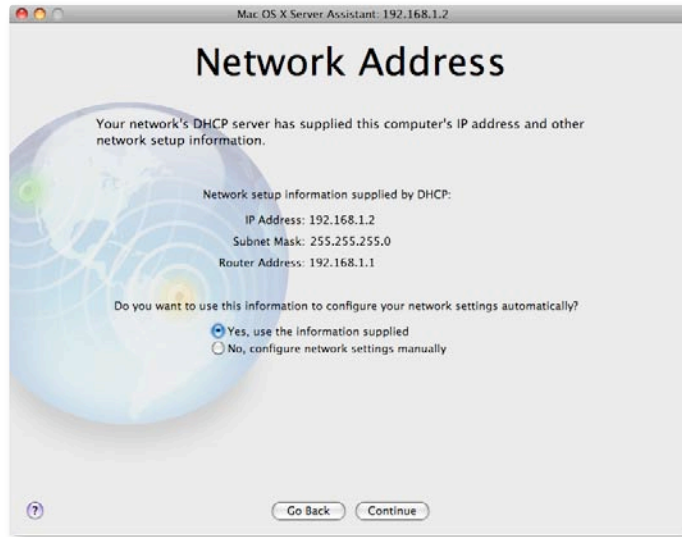 Mac OS X Server Assistant: 192.168.1.2
Network Address
Your network's DHCP server has supplied this computer's IP address and other
network setup information.
Network setup information supplied by DHCP:
IP Address: 192.168.1.2
Subnet Mask: 255.255.255.0
Router Address: 192.168.1.1
Do you want to use this information to configure your network settings automatically?
Yes, use the information supplied
No, configure network settings manually
?
Go Back
Continue